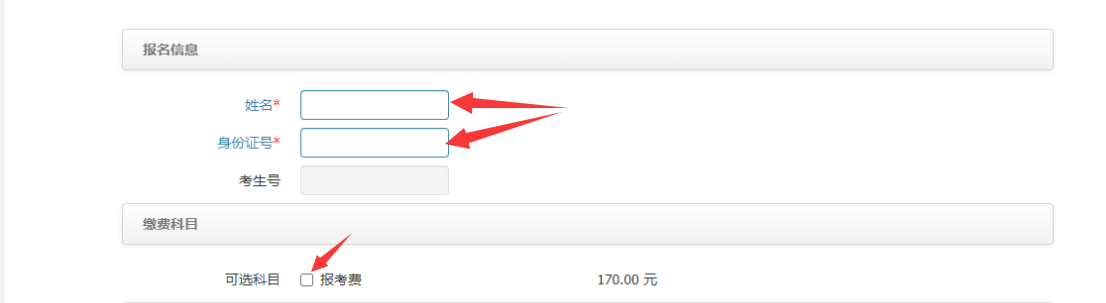 报名信息
姓名*
身份证号*
考生号
缴费科目
可选科目 报考费 170.00 元